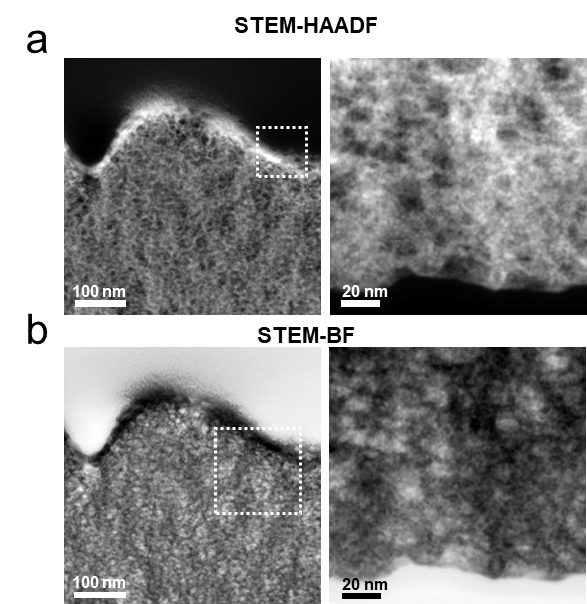 STEM-HAADF
a
100 nm
20 nm
STEM-BF
b
100 nm
20 nm